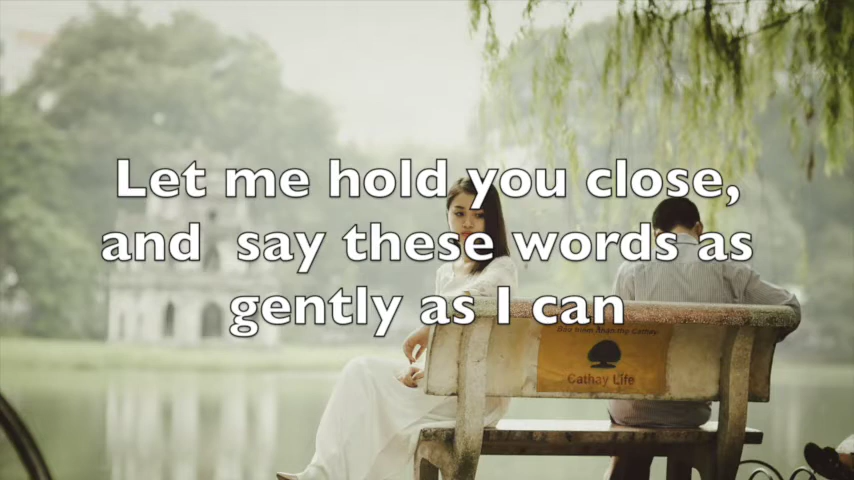 Let me hold you close,
and  say these words as
gently as I can
Cathay Life